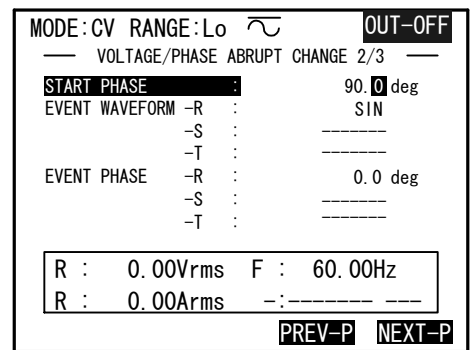 MODE:CV RANGE:Lo OUT-OFF
VOLTAGE/PHASE ABRUPT CHANGE 2/3
START PHASE : 90.0 deg
EVENT WAVEFORM -R : SIN
-S : -------
-T : -------
EVENT PHASE -R : 0.0 deg
-S : -------
-T : -------
R : 0.00Vrms F : 60.00Hz
R : 0.00Arms -:------- ---
PREV-P NEXT-P